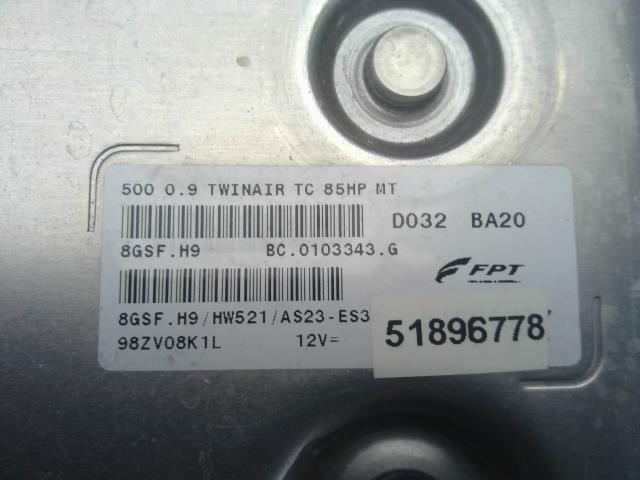 500 0.9 TWINAIR TC 85HP MT
D032 BA20
8GSF.H9 BC.0103343.G
FPT
8GSF.H9/HW521/AS23-ES3
98ZV08K1L 12V=
51896778